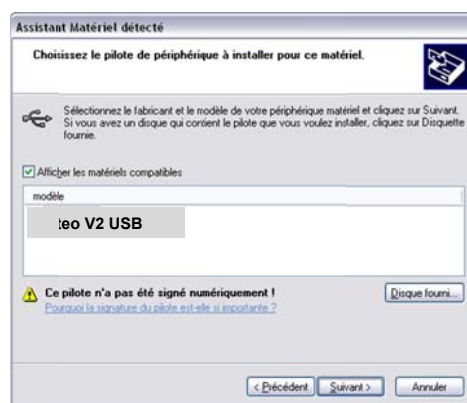 Assistant Matériel détecté
Choisissez le pilote de périphérique à installer pour ce matériel.
Sélectionnez le fabricant et le modèle de votre périphérique matériel et cliquez sur Suivant.
Si vous avez un disque qui contient le pilote que vous voulez installer, cliquez sur Disquette
fournie.
Afficher les matériels compatibles
modèle
teo V2 USB
Ce pilote n'a pas été signé numériquement !
Pourquoi la signature du pilote est-elle si importante ?
Disque fourni...
< Précédent
Suivant >
Annuler